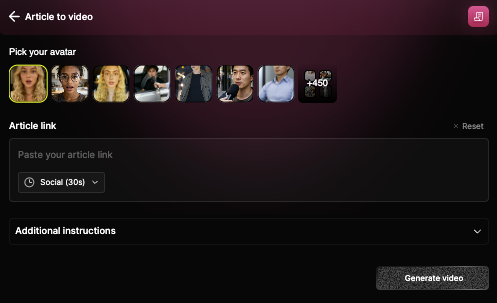 Article to video
Pick your avatar
+450
Article link
Reset
Paste your article link
Social (30s)
Additional instructions
Generate video